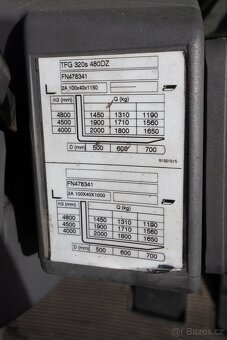 TFG 320s 480DZ
FN478341
2A 100x40x1150
h3 (mm) Q (kg)
4800 1450 1310 1190
4500 1900 1710 1560
4000 2000 1800 1650
D (mm) 500 600 700
51321515
FN478341
2A 100X40X1000
h3 (mm) Q (kg)
4800 1450 1310 1190
4500 1900 1710 1560
4000 2000 1800 1650
D (mm) 500 600 700
bazos.cz